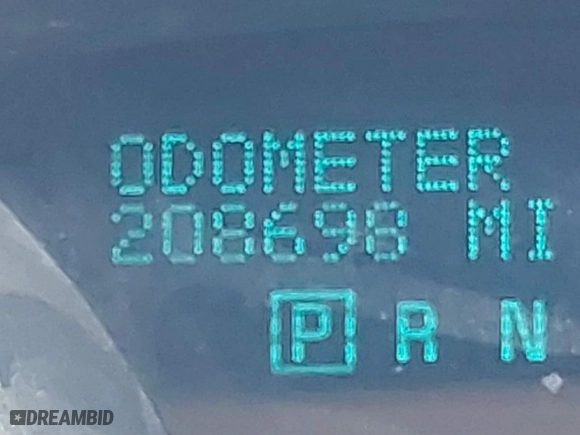 ODOMETER
208698 MI
P R N
DREAMBID